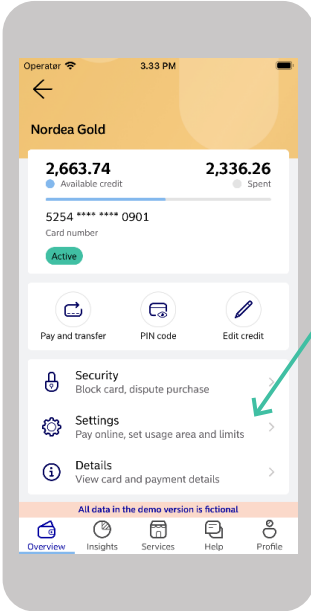 Operatør 3.33 PM
Nordea Gold
2,663.74 2,336.26
Available credit Spent
5254 **** **** 0901
Card number
Active
Pay and transfer PIN code Edit credit
Security
Block card, dispute purchase
Settings
Pay online, set usage area and limits
Details
View card and payment details
All data in the demo version is fictional
Overview Insights Services Help Profile